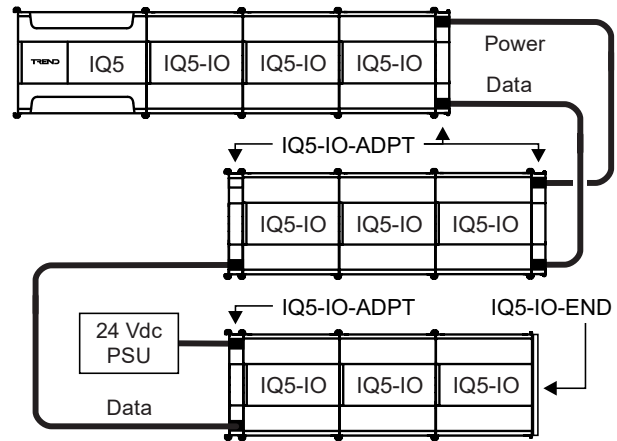 TREND IQ5 IQ5-IO IQ5-IO IQ5-IO
Power
Data
IQ5-IO-ADPT
IQ5-IO IQ5-IO IQ5-IO
IQ5-IO-ADPT IQ5-IO-END
24 Vdc
PSU
IQ5-IO IQ5-IO IQ5-IO
Data